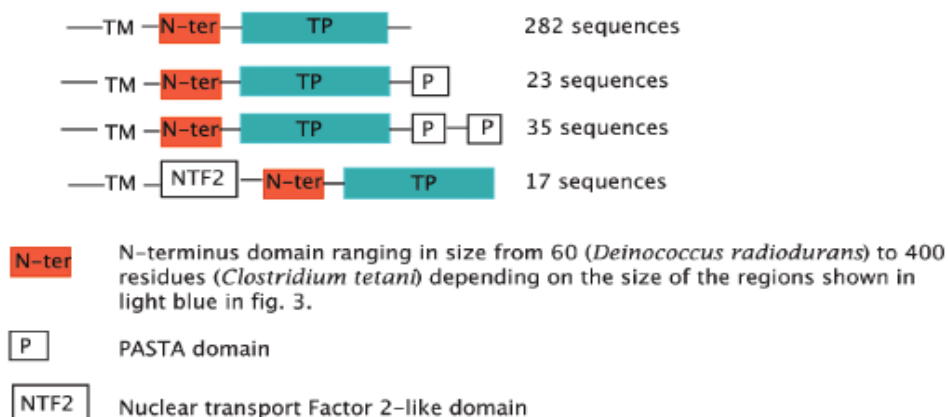 TM N-ter TP 282 sequences
TM N-ter TP P 23 sequences
TM N-ter TP P P 35 sequences
TM NTF2 N-ter TP 17 sequences
N-ter N-terminus domain ranging in size from 60 (Deinococcus radiodurans) to 400
residues (Clostridium tetani) depending on the size of the regions shown in
light blue in fig. 3.
P PASTA domain
NTF2 Nuclear transport Factor 2-like domain